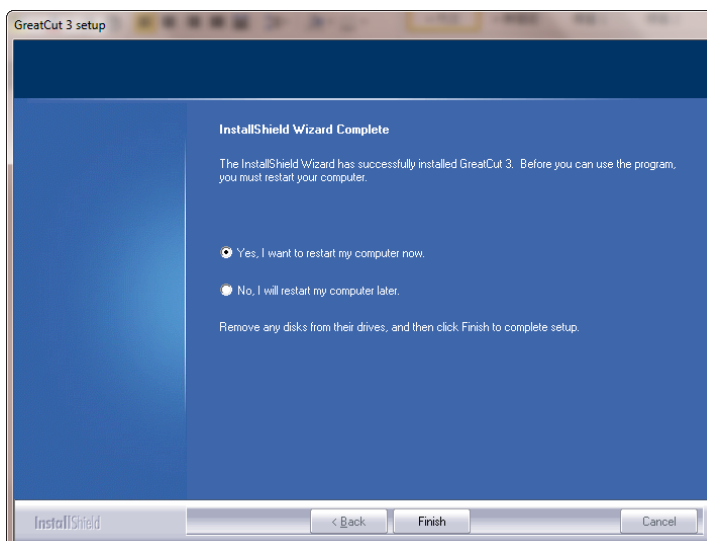 GreatCut 3 setup
InstallShield Wizard Complete
The InstallShield Wizard has successfully installed GreatCut 3.  Before you can use the program,
you must restart your computer.
Yes, I want to restart my computer now.
No, I will restart my computer later.
Remove any disks from their drives, and then click Finish to complete setup.
InstallShield
< Back
Finish
Cancel